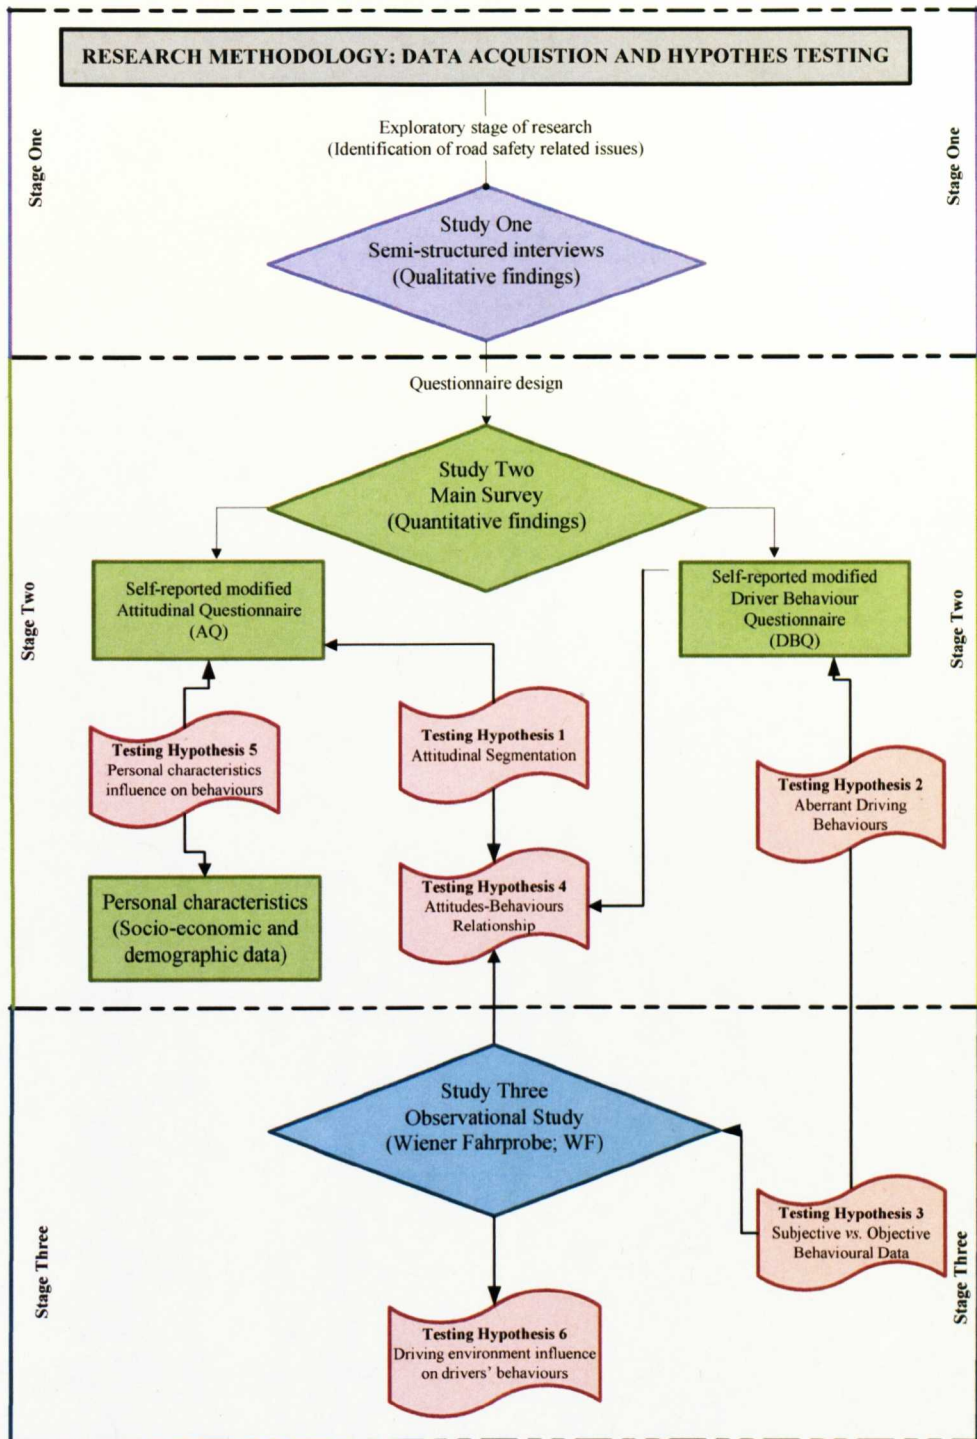 RESEARCH METHODOLOGY: DATA ACQUISTION AND HYPOTHES TESTING
Stage One
Stage One
Exploratory stage of research
(Identification of road safety related issues)
Study One
Semi-structured interviews
(Qualitative findings)
Questionnaire design
Study Two
Main Survey
(Quantitative findings)
Stage Two
Stage Two
Self-reported modified
Attitudinal Questionnaire
(AQ)
Self-reported modified
Driver Behaviour
Questionnaire
(DBQ)
Testing Hypothesis 5
Personal characteristics
influence on behaviours
Testing Hypothesis 1
Attitudinal Segmentation
Testing Hypothesis 2
Aberrant Driving
Behaviours
Personal characteristics
(Socio-economic and
demographic data)
Testing Hypothesis 4
Attitudes-Behaviours
Relationship
Study Three
Observational Study
(Wiener Fahrprobe; WF)
Testing Hypothesis 3
Subjective vs. Objective
Behavioural Data
Stage Three
Stage Three
Testing Hypothesis 6
Driving environment influence
on drivers' behaviours